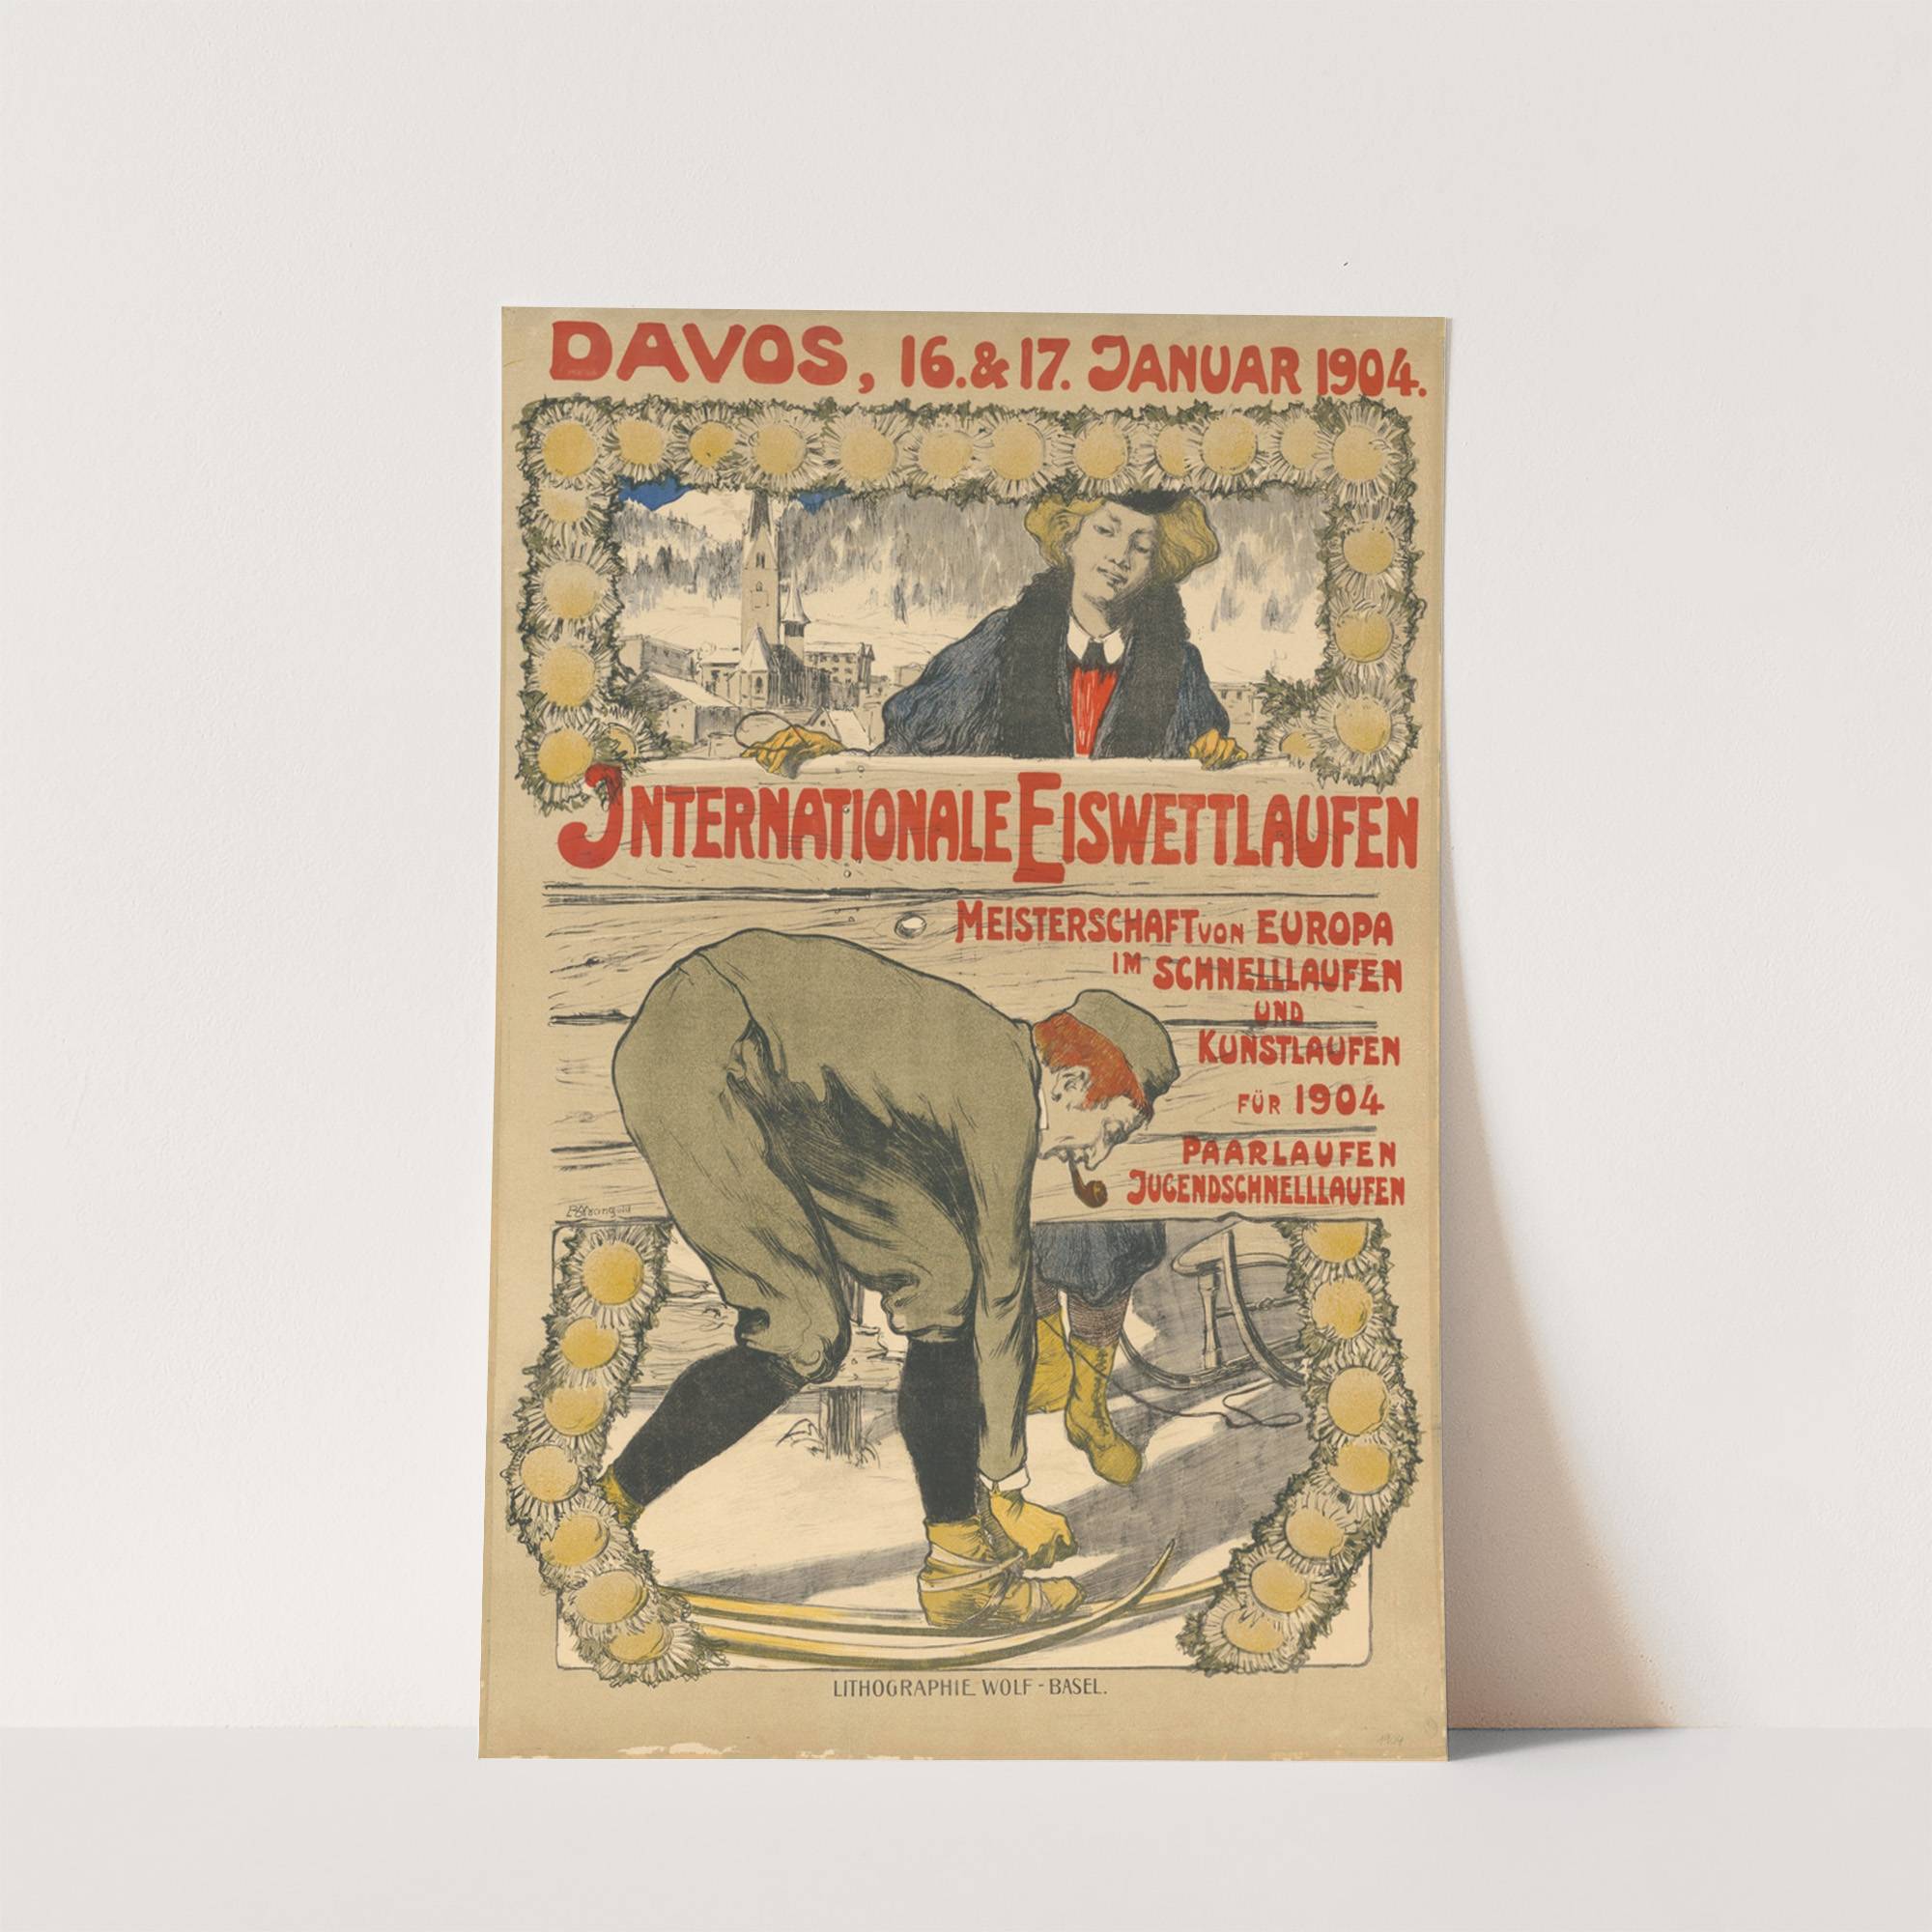 DAVOS, 16. & 17. JANUAR 1904.
INTERNATIONALE EISWETTLAUFEN
MEISTERSCHAFT VON EUROPA
IM SCHNELLLAUFEN
UND
KUNSTLAUFEN
FÜR 1904
PAARLAUFEN
JUGENDSCHNELLLAUFEN
LITHOGRAPHIE WOLF - BASEL.